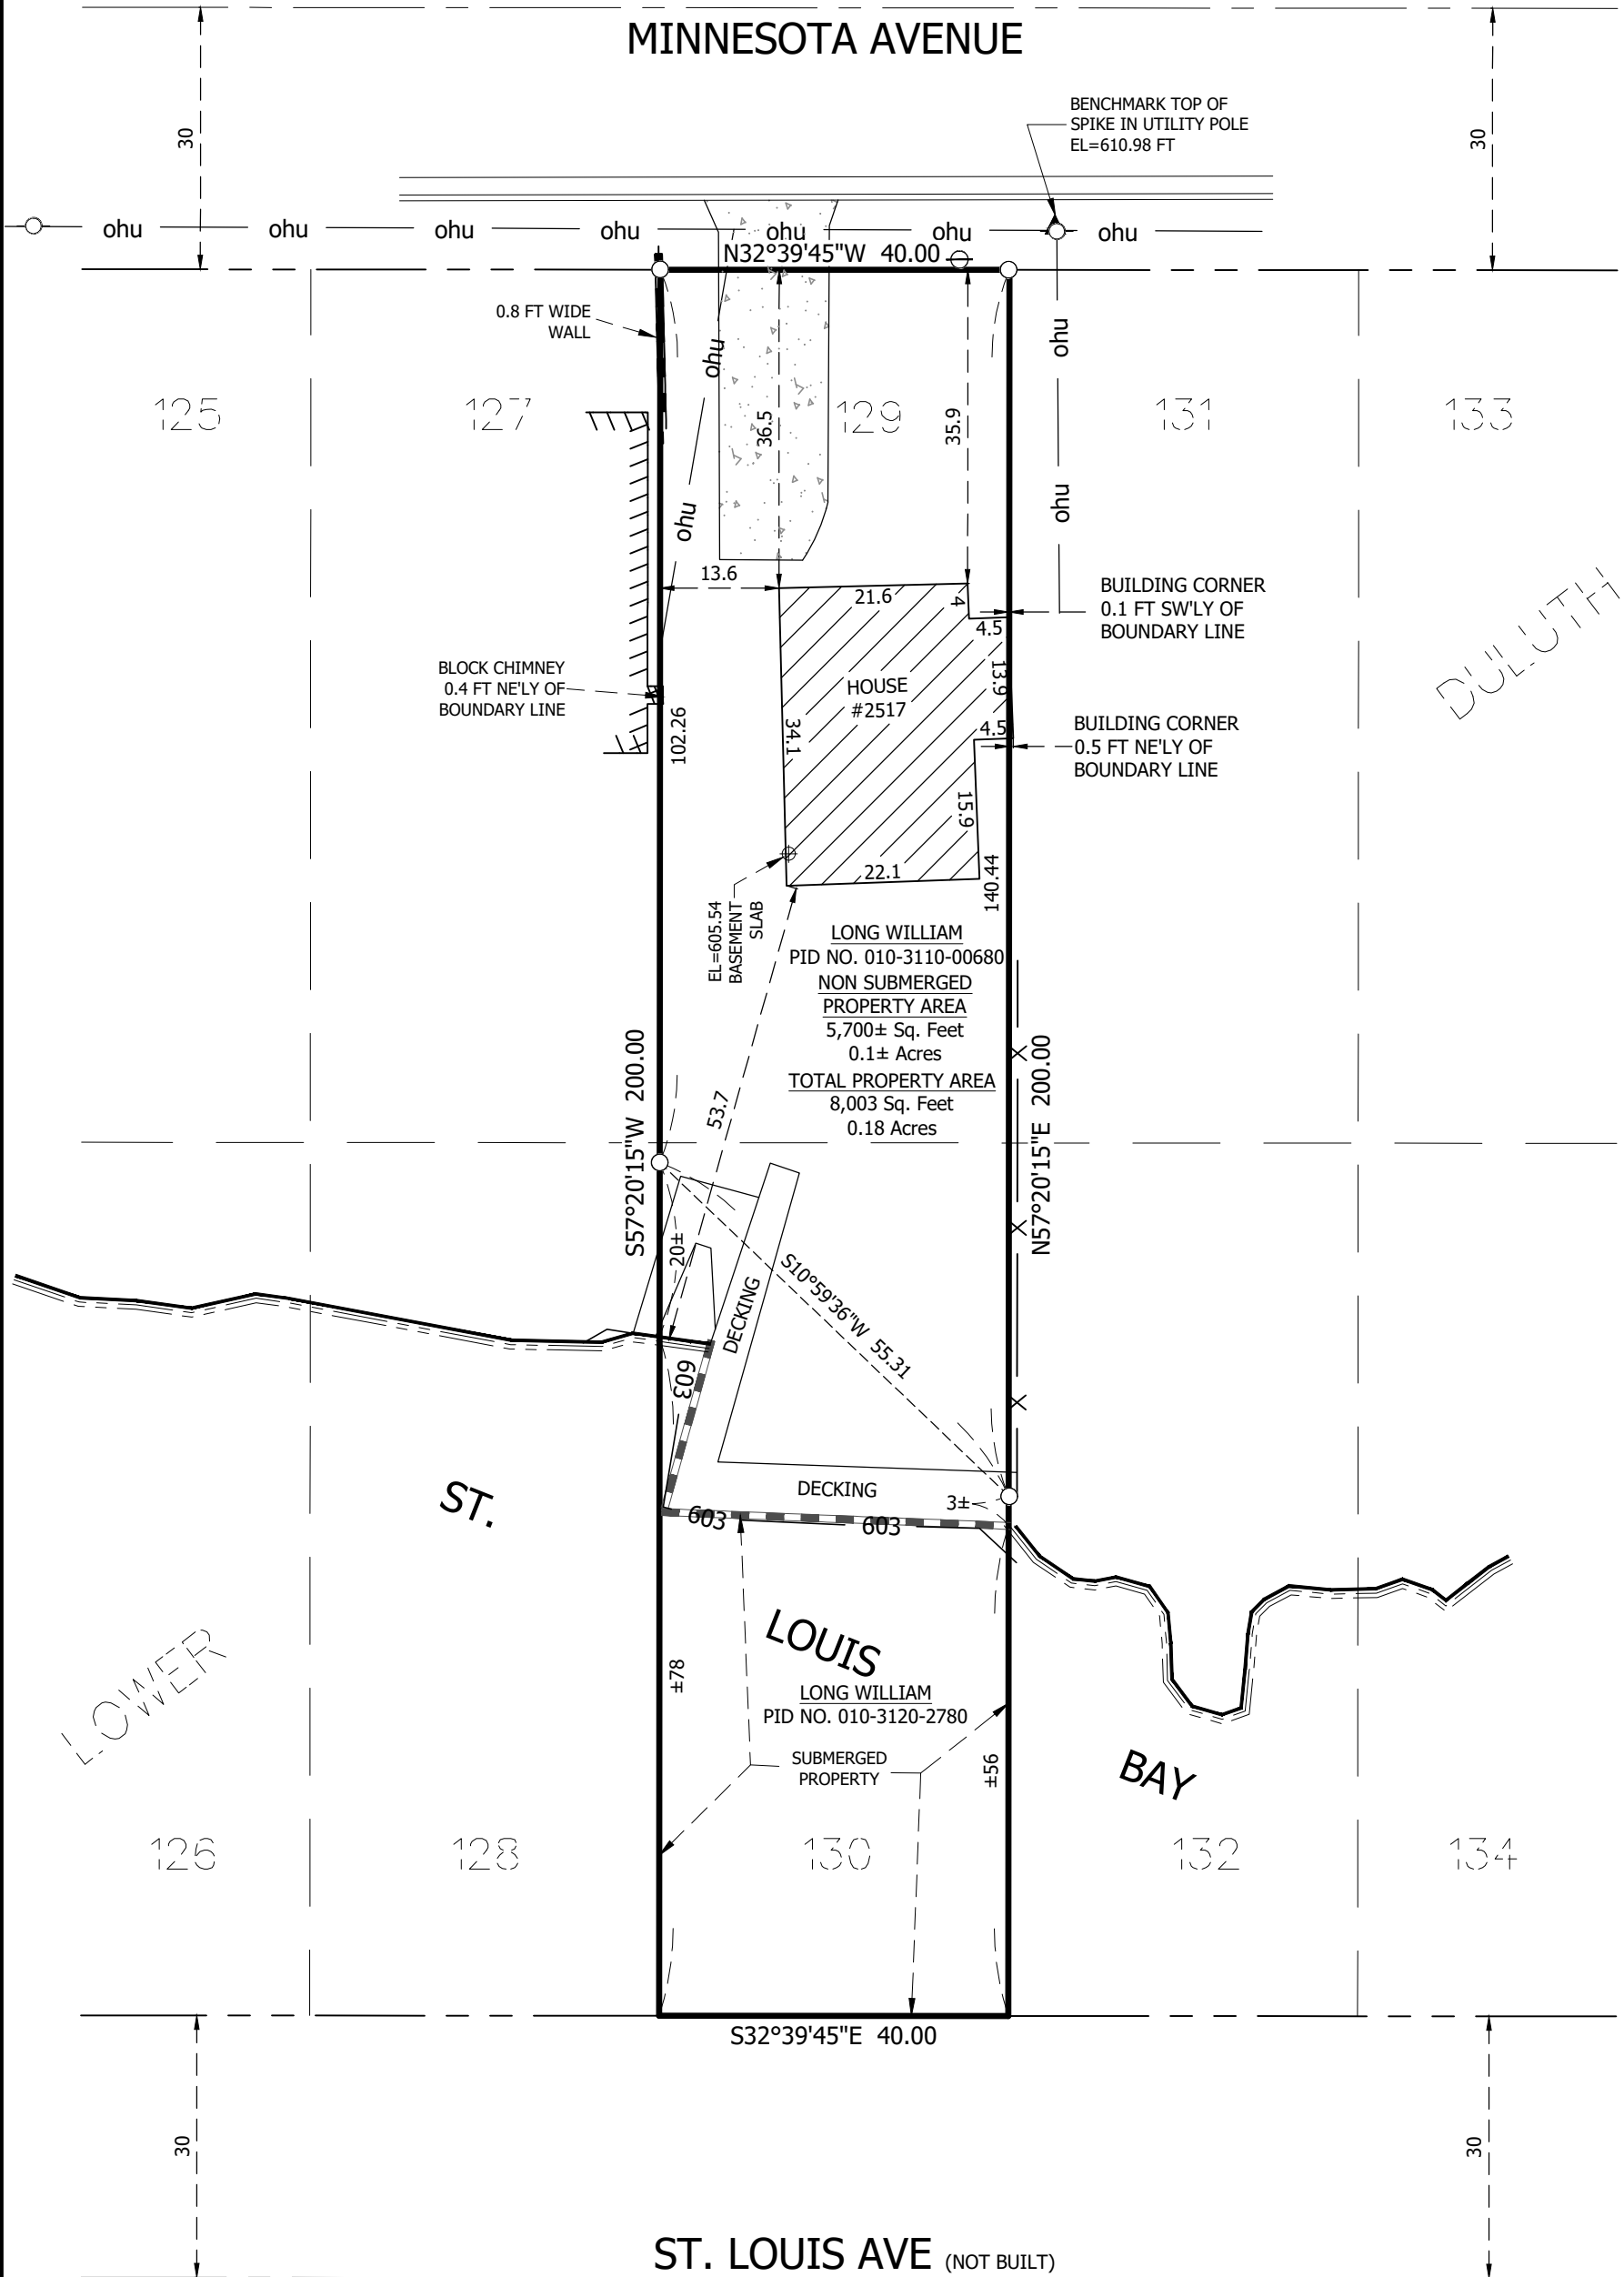 MINNESOTA AVENUE
30
30
BENCHMARK TOP OF
SPIKE IN UTILITY POLE
EL=610.98 FT
ohu
ohu
ohu
ohu
ohu
ohu
ohu
N32°39'45"W 40.00
0.8 FT WIDE
WALL
ohu
ohu
ohu
ohu
125
127
129
131
133
36.5
35.9
13.6
21.6
4
4.5
13.9
BUILDING CORNER
0.1 FT SW'LY OF
BOUNDARY LINE
DULUTH
BLOCK CHIMNEY
0.4 FT NE'LY OF
BOUNDARY LINE
HOUSE
#2517
102.26
34.1
4.5
BUILDING CORNER
0.5 FT NE'LY OF
BOUNDARY LINE
15.9
22.1
140.44
EL=605.54
BASEMENT
SLAB
LONG WILLIAM
PID NO. 010-3110-00680
NON SUBMERGED
PROPERTY AREA
5,700± Sq. Feet
0.1± Acres
TOTAL PROPERTY AREA
8,003 Sq. Feet
0.18 Acres
53.7
S57°20'15"W 200.00
N57°20'15"E 200.00
20±
DECKING
S10°59'36"W 55.31
603
DECKING
3±
603
603
ST.
LOUIS
BAY
LOWER
±78
LONG WILLIAM
PID NO. 010-3120-2780
SUBMERGED
PROPERTY
±56
126
128
130
132
134
S32°39'45"E 40.00
30
30
ST. LOUIS AVE (NOT BUILT)